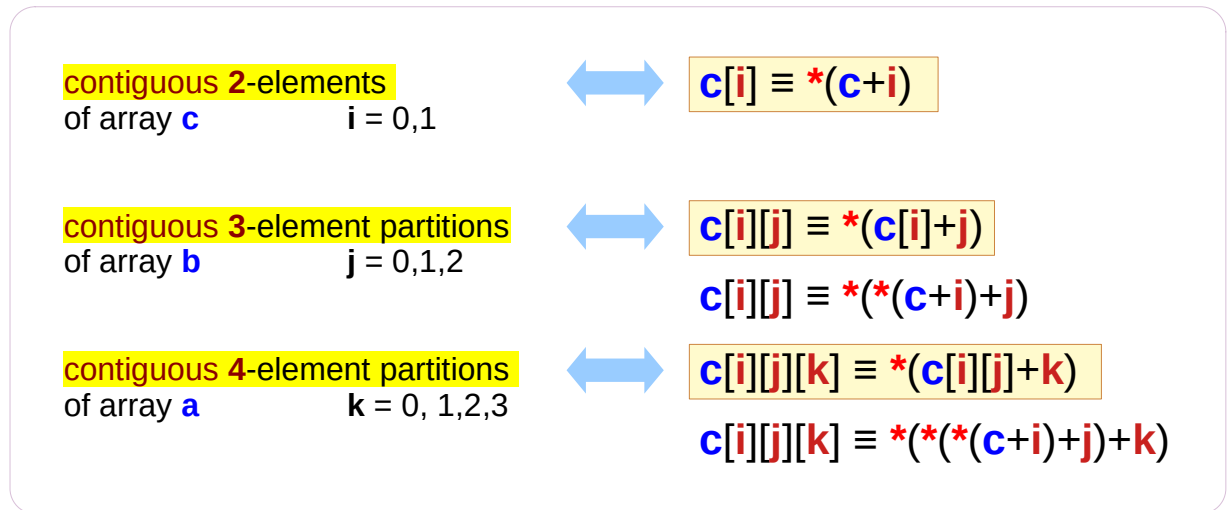 contiguous 2-elements
of array c i = 0,1
c[i] ≡ *(c+i)
contiguous 3-element partitions
of array b j = 0,1,2
c[i][j] ≡ *(c[i]+j)
c[i][j] ≡ *(*(c+i)+j)
contiguous 4-element partitions
of array a k = 0, 1,2,3
c[i][j][k] ≡ *(c[i][j]+k)
c[i][j][k] ≡ *(*(*(c+i)+j)+k)